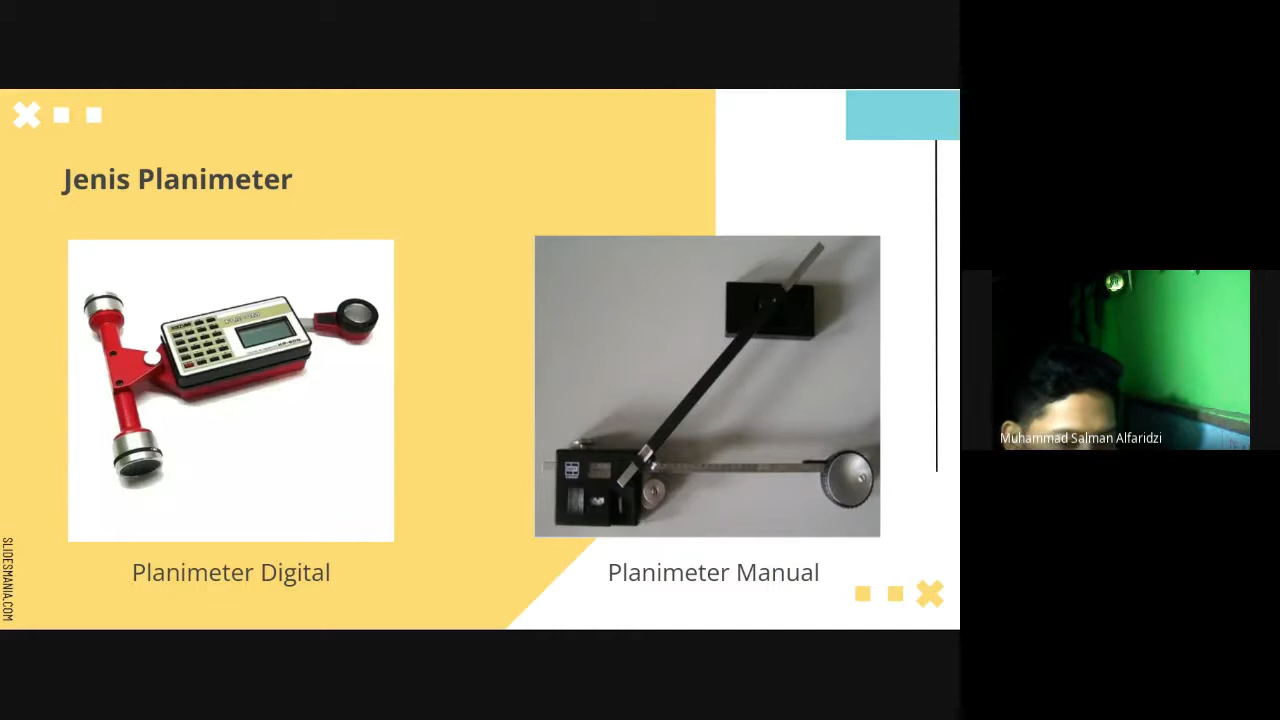 Jenis Planimeter
Planimeter Digital
Planimeter Manual
SLIDESMANIA.COM
Muhammad Salman Alfaridzi